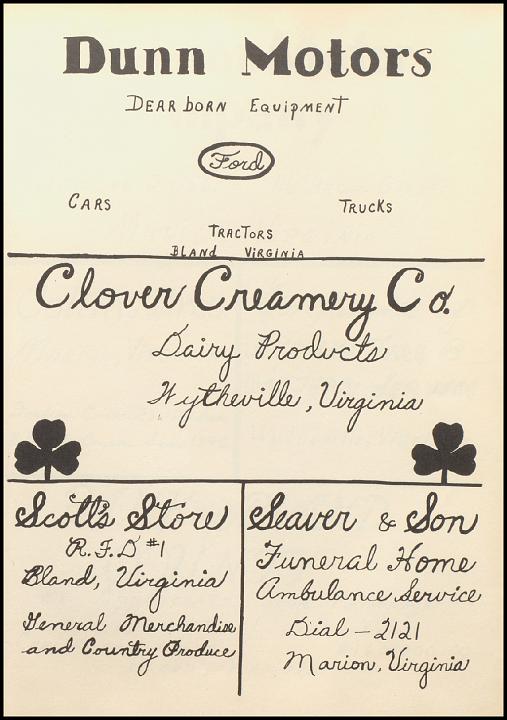 Dunn Motors
DEARBORN EQUIPMENT
Ford
CARS TRUCKS
TRACTORS
BLAND VIRGINIA
Clover Creamery Co.
Dairy Products
Wytheville, Virginia
Scott's Store
R.F.D #1
Bland, Virginia
General Merchandise
and Country Produce
Seaver & Son
Funeral Home
Ambulance Service
Dial - 2121
Marion, Virginia